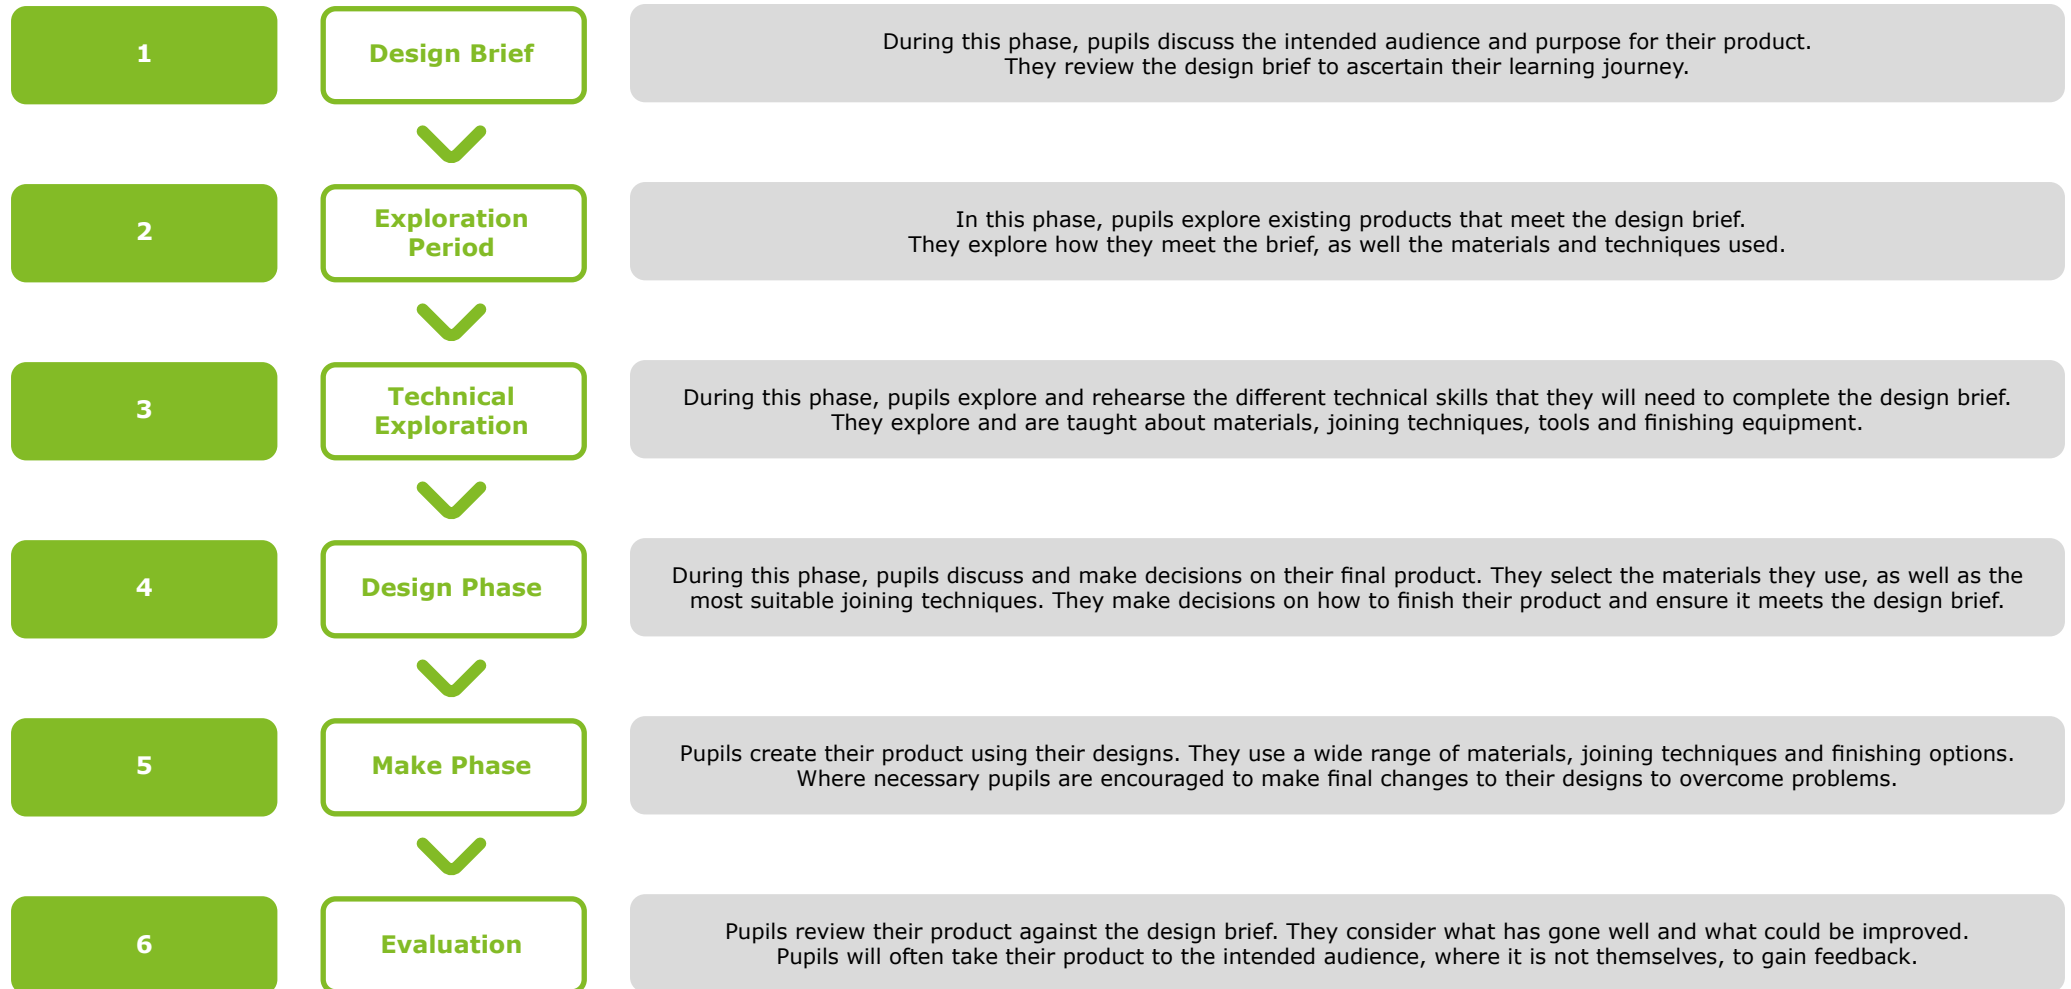 1
Design Brief
During this phase, pupils discuss the intended audience and purpose for their product.
They review the design brief to ascertain their learning journey.
2
Exploration
Period
In this phase, pupils explore existing products that meet the design brief.
They explore how they meet the brief, as well the materials and techniques used.
3
Technical
Exploration
During this phase, pupils explore and rehearse the different technical skills that they will need to complete the design brief.
They explore and are taught about materials, joining techniques, tools and finishing equipment.
4
Design Phase
During this phase, pupils discuss and make decisions on their final product. They select the materials they use, as well as the
most suitable joining techniques. They make decisions on how to finish their product and ensure it meets the design brief.
5
Make Phase
Pupils create their product using their designs. They use a wide range of materials, joining techniques and finishing options.
Where necessary pupils are encouraged to make final changes to their designs to overcome problems.
6
Evaluation
Pupils review their product against the design brief. They consider what has gone well and what could be improved.
Pupils will often take their product to the intended audience, where it is not themselves, to gain feedback.